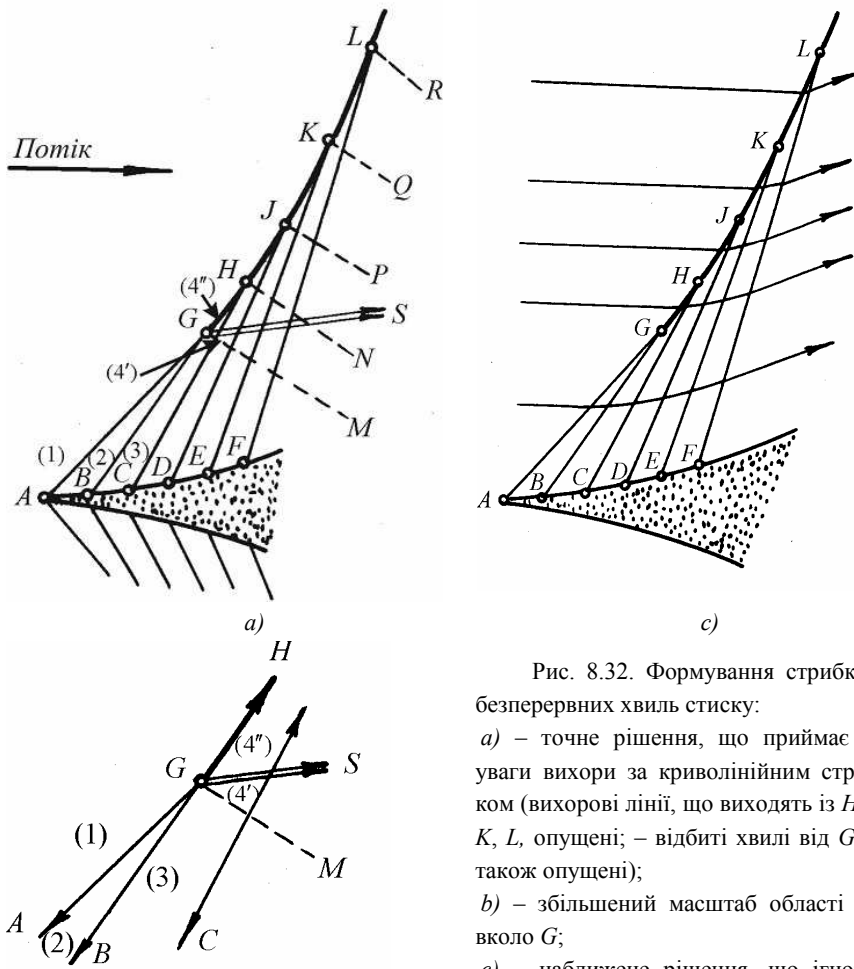 L
R
K
Q
Потік
J
P
H
(4″)
G
S
(4′)
N
M
(1)
(2)
(3)
A
B
C
D
E
F
а)
L
K
J
H
G
A
B
C
D
E
F
с)
H
(4″)
G
S
(4′)
(1)
M
(3)
A
(2)
B
C
Рис. 8.32. Формування стрибк
безперервних хвиль стиску:
а) – точне рішення, що приймає
уваги вихори за криволінійним стр
ком (вихорові лінії, що виходять із H
K, L, опущені; – відбиті хвилі від G
також опущені);
b) – збільшений масштаб області
вколо G;